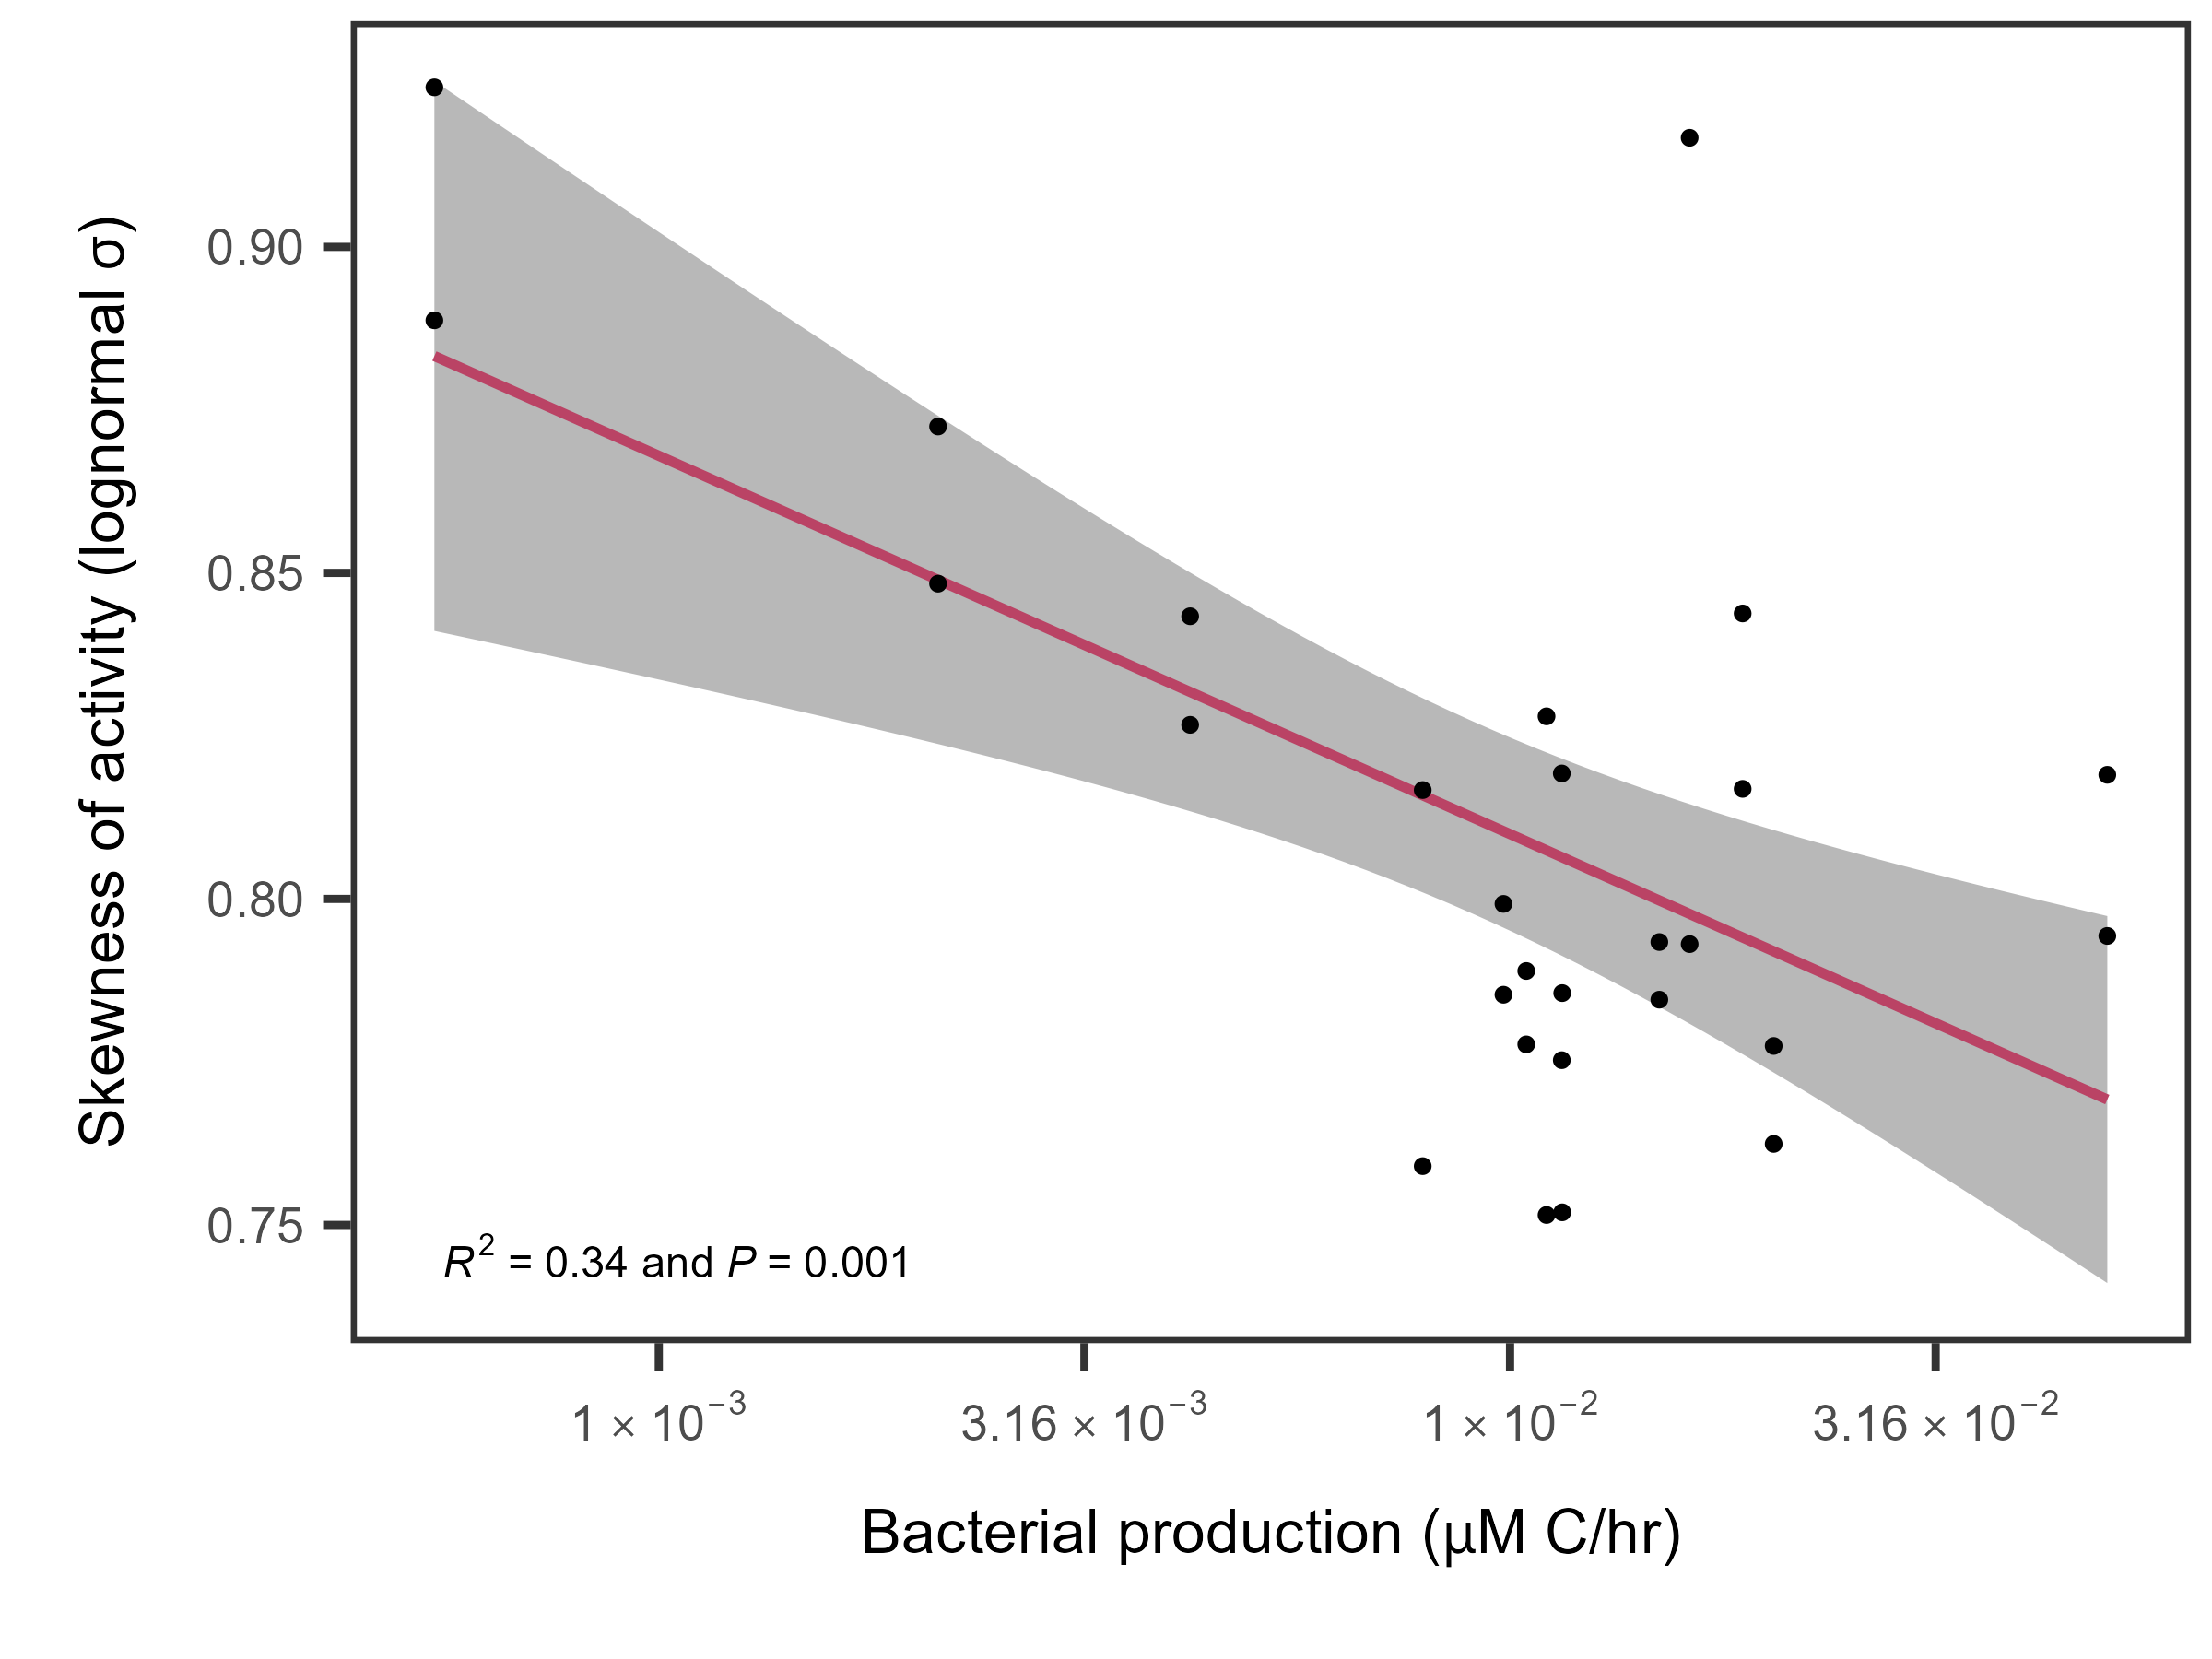 Skewness of activity (lognormal σ)
0.90
0.85
0.80
0.75
R² = 0.34 and P = 0.001
1 × 10⁻³
3.16 × 10⁻³
1 × 10⁻²
3.16 × 10⁻²
Bacterial production (µM C/hr)